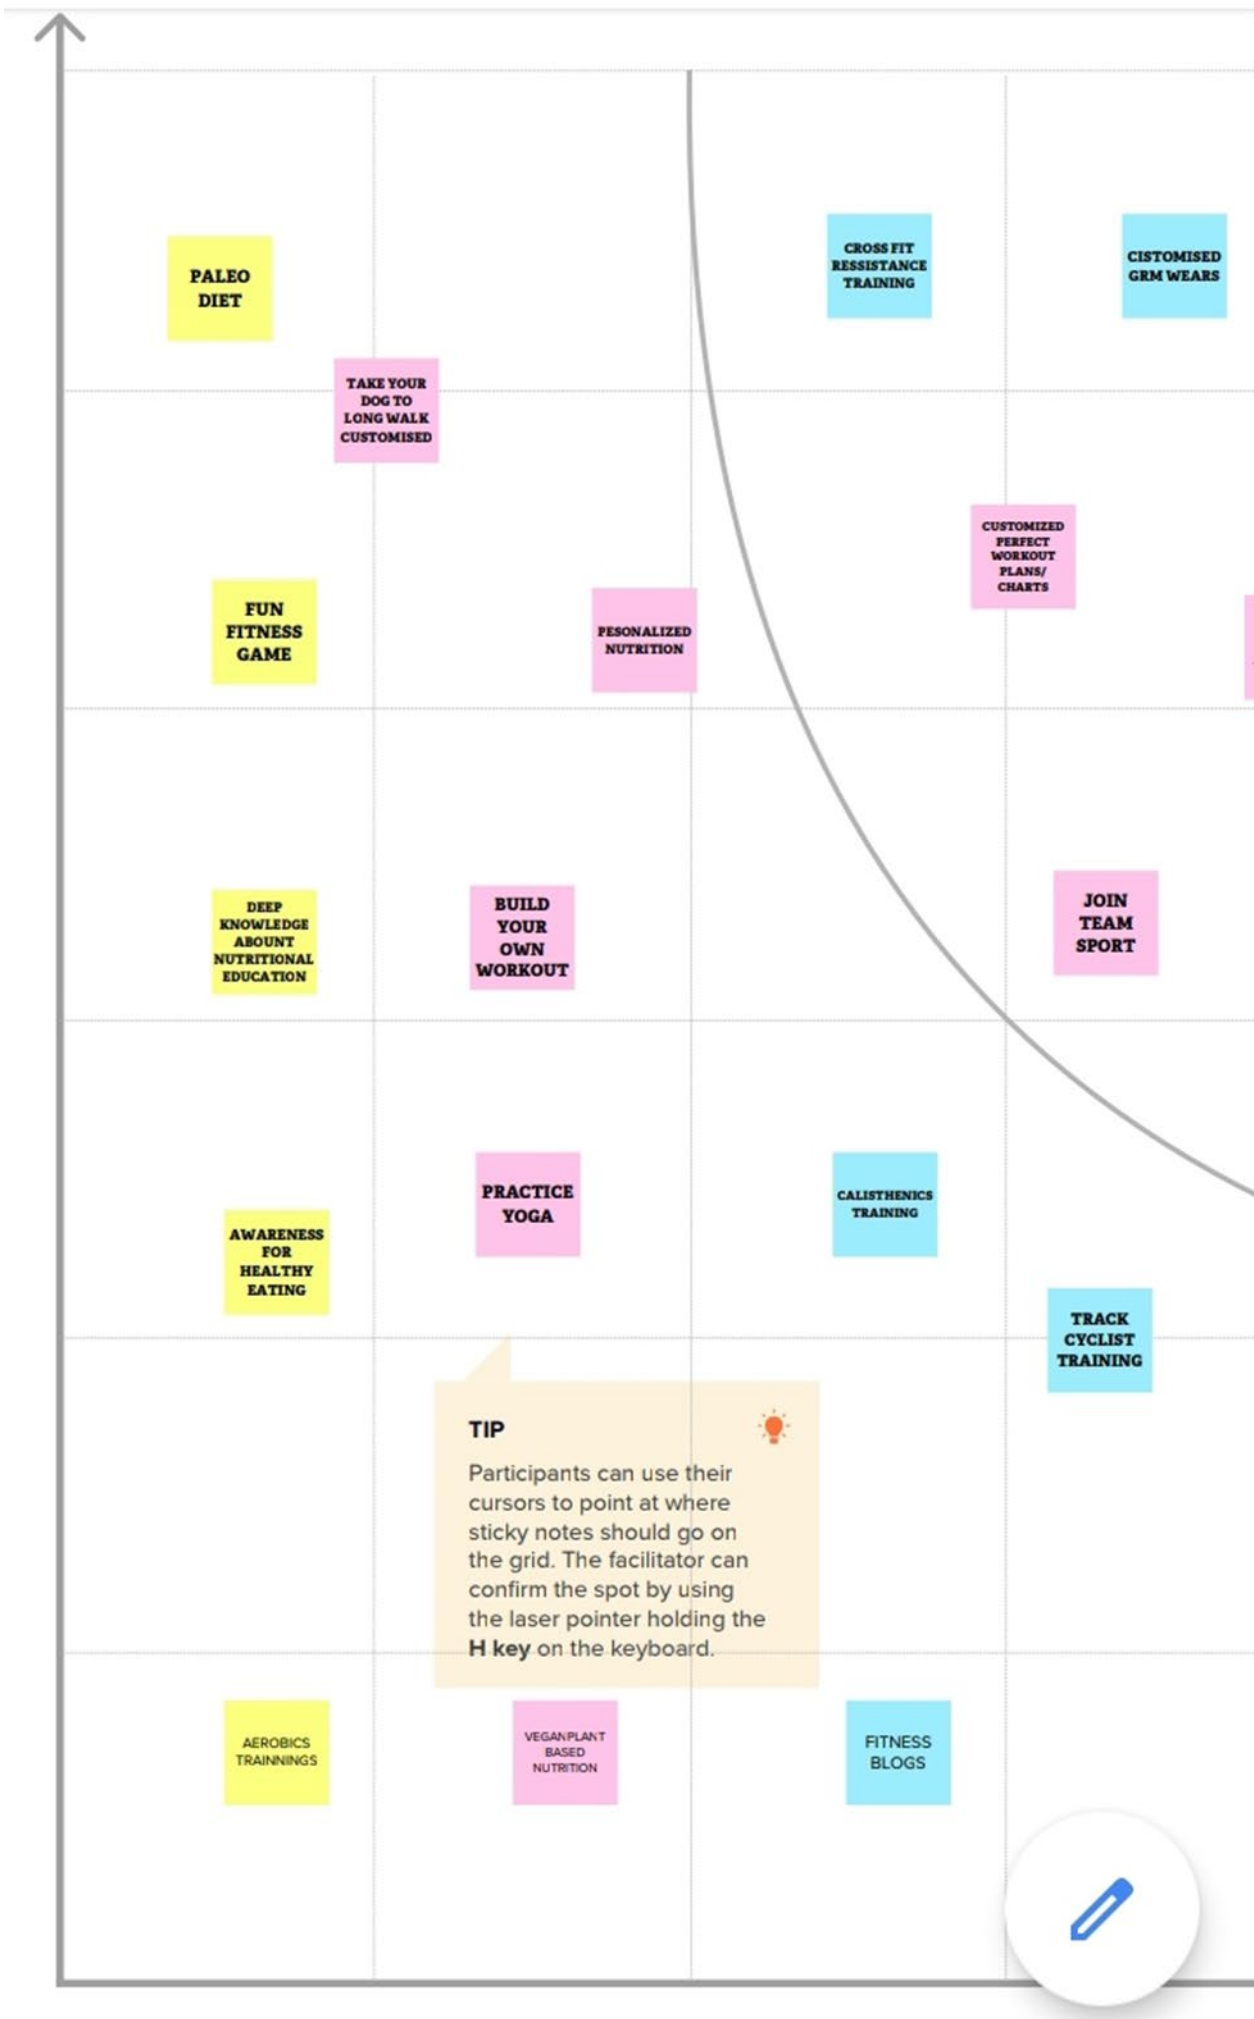 CROSS FIT
RESSISTANCE
TRAINING
CISTOMISED
GRM WEARS
PALEO
DIET
TAKE YOUR
DOG TO
LONG WALK
CUSTOMISED
CUSTOMIZED
PERFECT
WORKOUT
PLANS/
CHARTS
FUN
FITNESS
GAME
PESONALIZED
NUTRITION
DEEP
KNOWLEDGE
ABOUNT
NUTRITIONAL
EDUCATION
BUILD
YOUR
OWN
WORKOUT
JOIN
TEAM
SPORT
PRACTICE
YOGA
CALISTHENICS
TRAINING
AWARENESS
FOR
HEALTHY
EATING
TRACK
CYCLIST
TRAINING
TIP
Participants can use their
cursors to point at where
sticky notes should go on
the grid. The facilitator can
confirm the spot by using
the laser pointer holding the
H key on the keyboard.
AEROBICS
TRAINNINGS
VEGANPLANT
BASED
NUTRITION
FITNESS
BLOGS